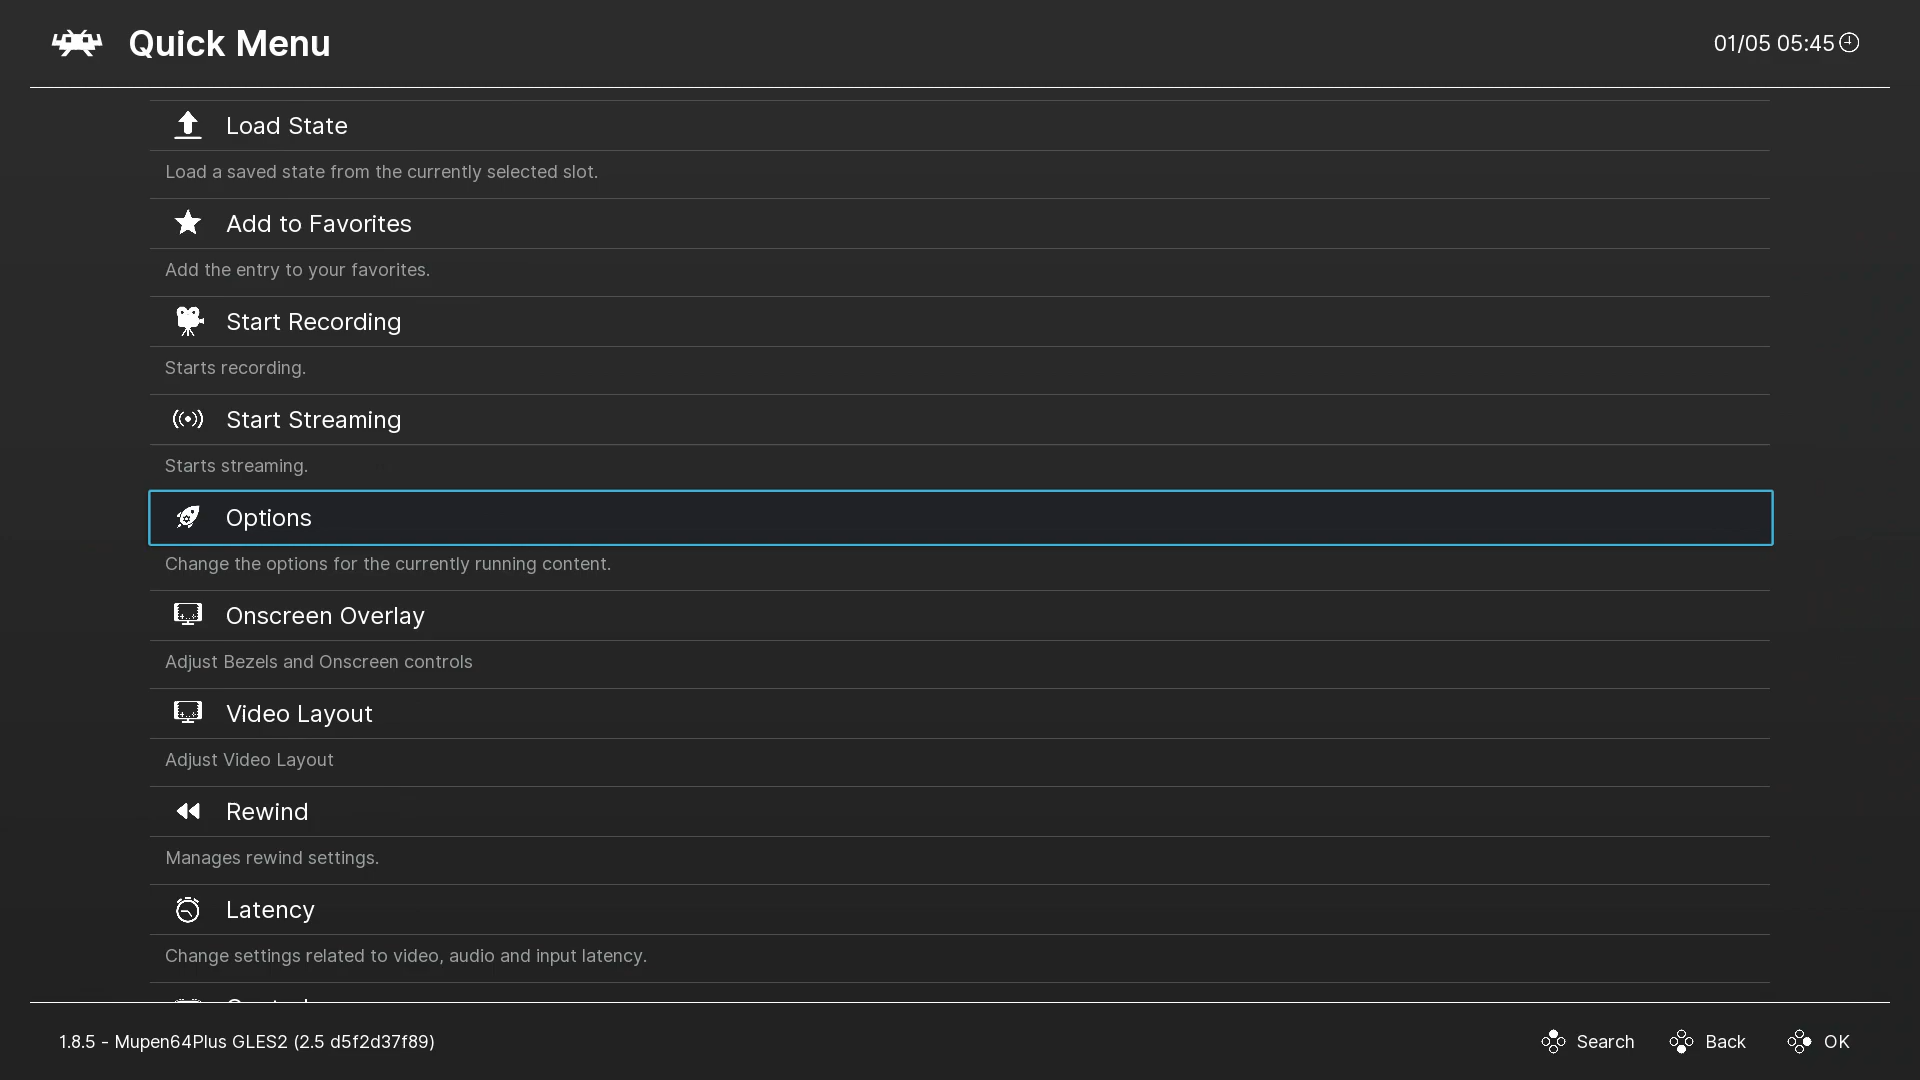 Quick Menu
01/05 05:45
Load State
Load a saved state from the currently selected slot.
Add to Favorites
Add the entry to your favorites.
Start Recording
Starts recording.
Start Streaming
Starts streaming.
Options
Change the options for the currently running content.
Onscreen Overlay
Adjust Bezels and Onscreen controls
Video Layout
Adjust Video Layout
Rewind
Manages rewind settings.
Latency
Change settings related to video, audio and input latency.
1.8.5 - Mupen64Plus GLES2 (2.5 d5f2d37f89)
Search Back OK